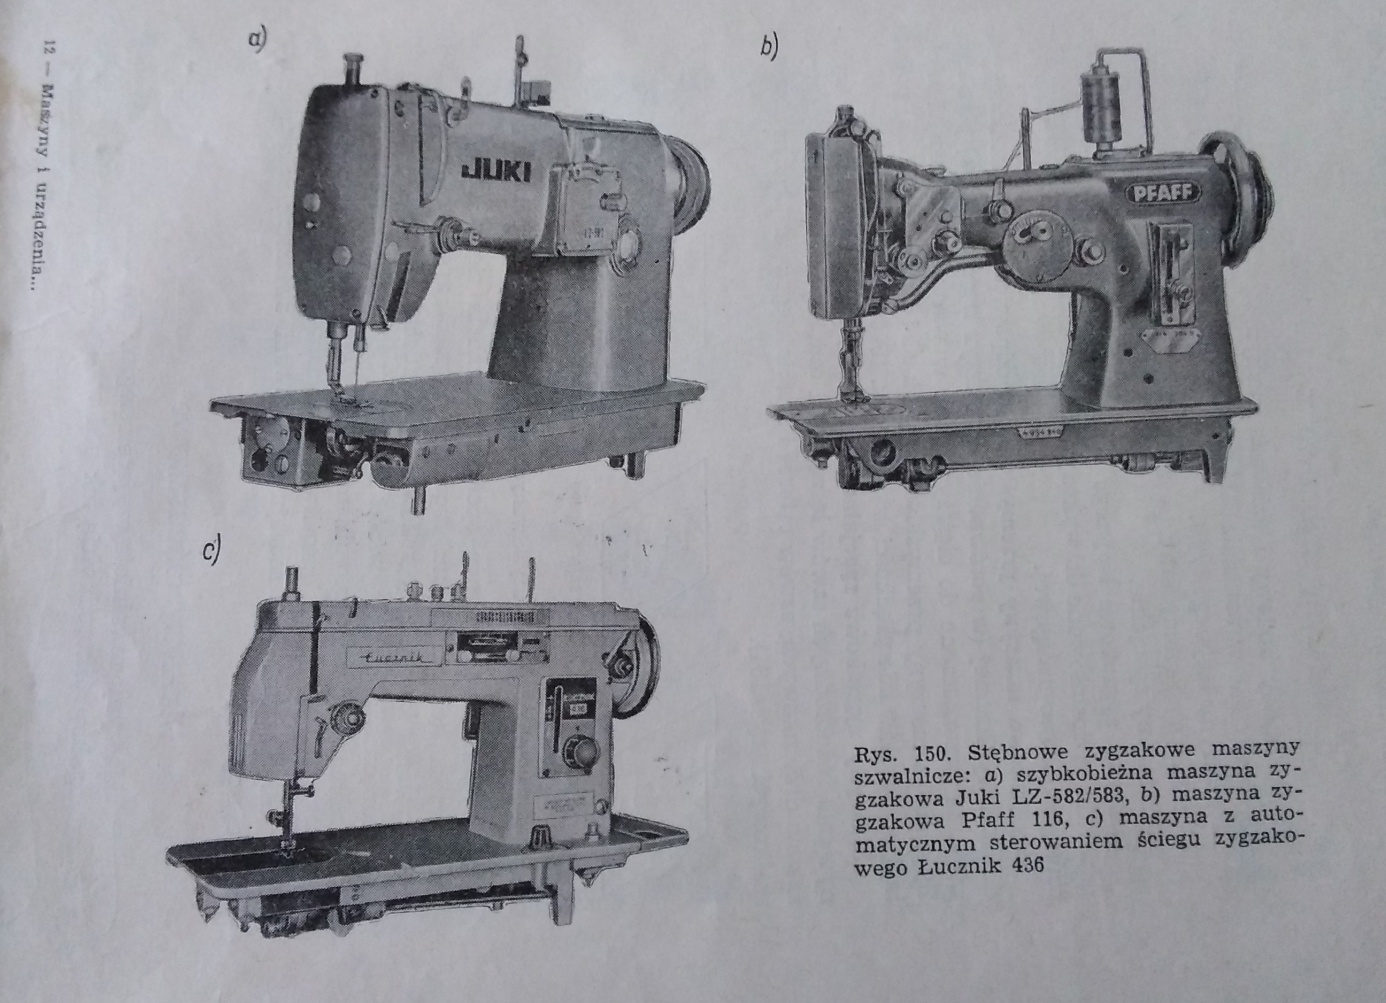 12 — Maszyny i urządzenia...
a)
JUKI
b)
PFAFF
c)
Łucznik
Rys. 150. Stębnowe zygzakowe maszyny
szwalnicze: a) szybkobieżna maszyna zy-
gzakowa Juki LZ-582/583, b) maszyna zy-
gzakowa Pfaff 116, c) maszyna z auto-
matycznym sterowaniem ściegu zygzako-
wego Łucznik 436